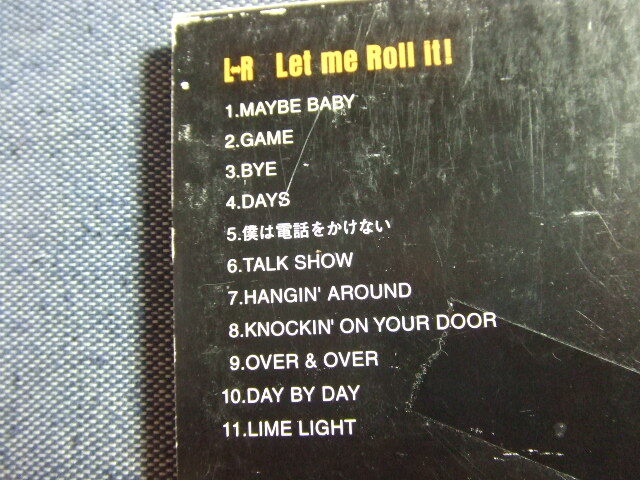 L⇔R Let me Roll it!
1.MAYBE BABY
2.GAME
3.BYE
4.DAYS
5.僕は電話をかけない
6.TALK SHOW
7.HANGIN' AROUND
8.KNOCKIN' ON YOUR DOOR
9.OVER & OVER
10.DAY BY DAY
11.LIME LIGHT